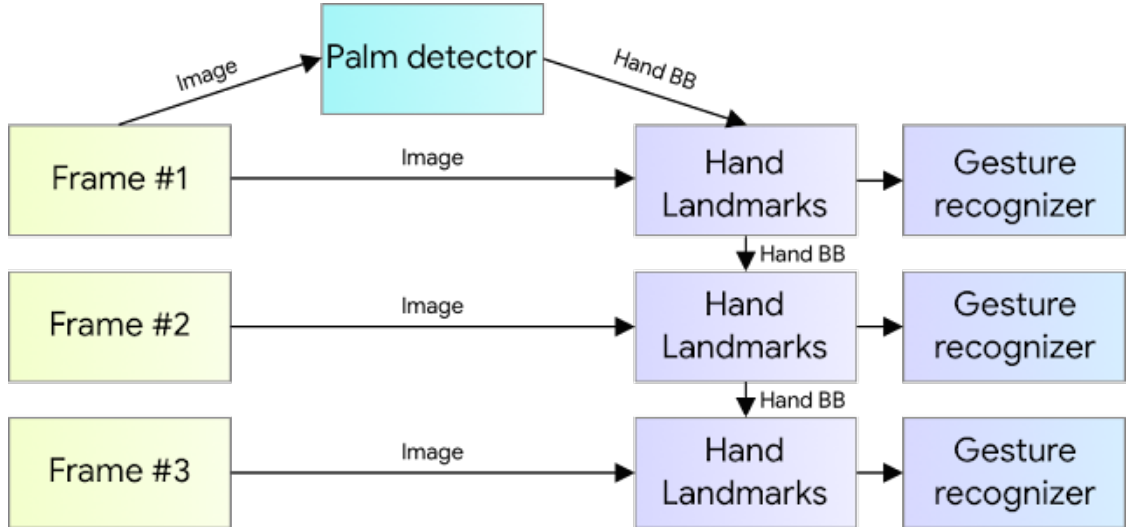 Palm detector
Image
Hand BB
Frame #1
Image
Hand
Landmarks
Gesture
recognizer
Hand BB
Frame #2
Image
Hand
Landmarks
Gesture
recognizer
Hand BB
Frame #3
Image
Hand
Landmarks
Gesture
recognizer